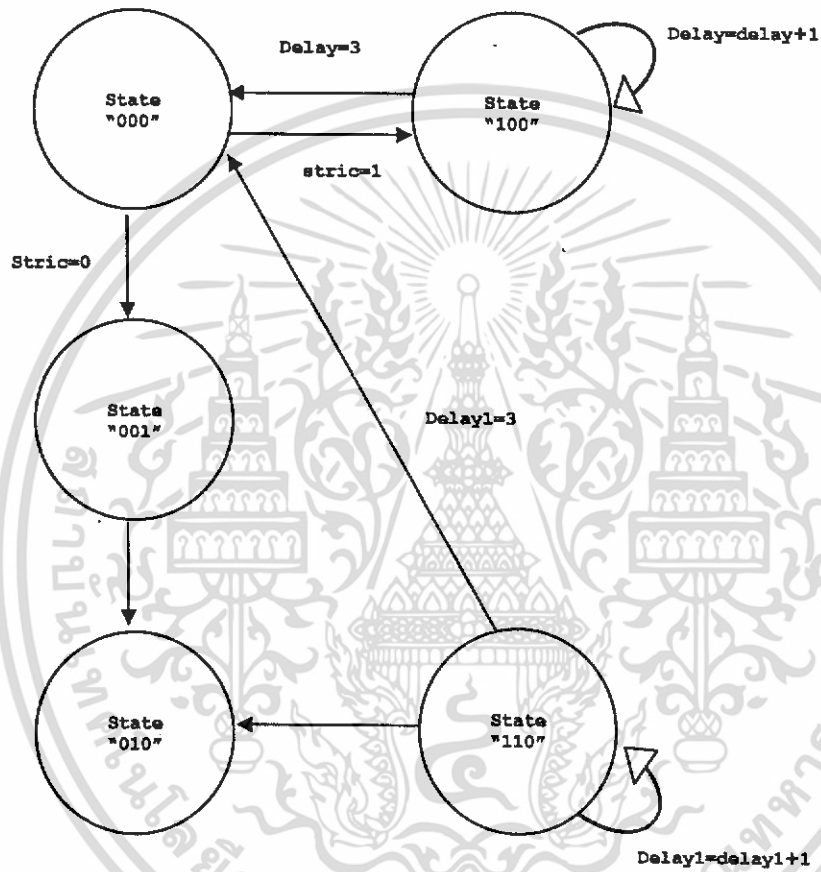 Delay=3
Delay=delay+1
State
"000"
State
"100"
stric=1
Stric=0
State
"001"
Delay1=3
State
"010"
State
"110"
Delay1=delay1+1